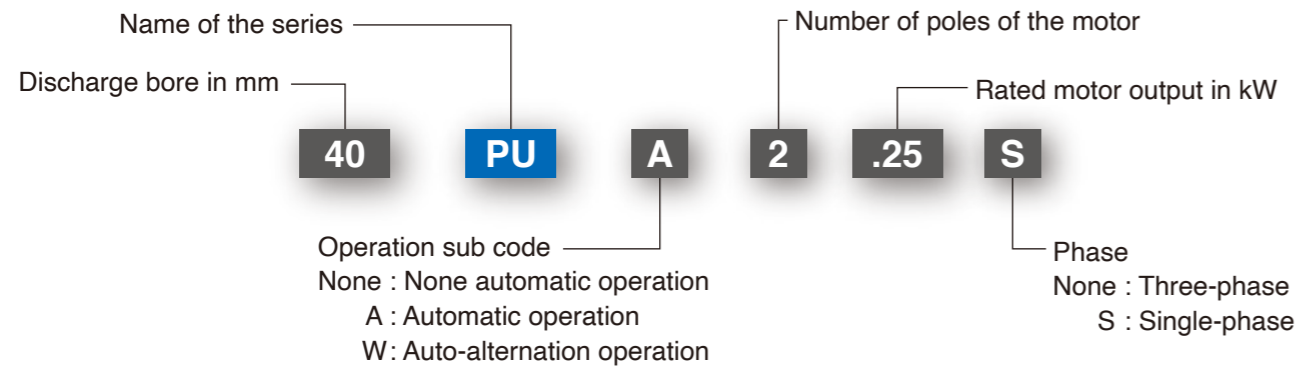 Name of the series
Number of poles of the motor
Discharge bore in mm
Rated motor output in kW
40 PU A 2 .25 S
Operation sub code
None : None automatic operation
A : Automatic operation
W : Auto-alternation operation
Phase
None : Three-phase
S : Single-phase